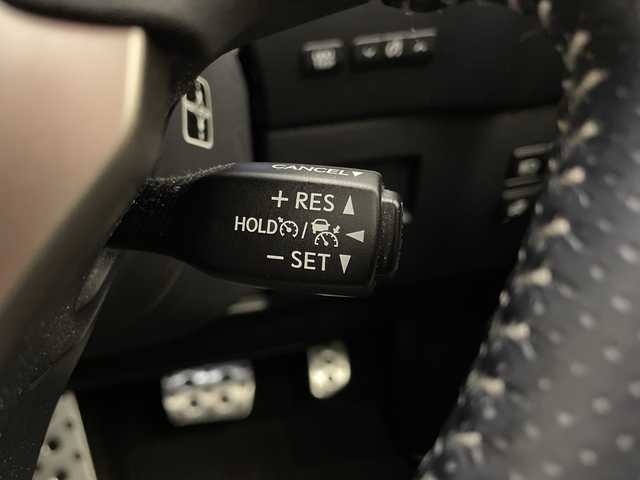 CANCEL▼
+ RES ▲
HOLD / ◄
− SET ▼